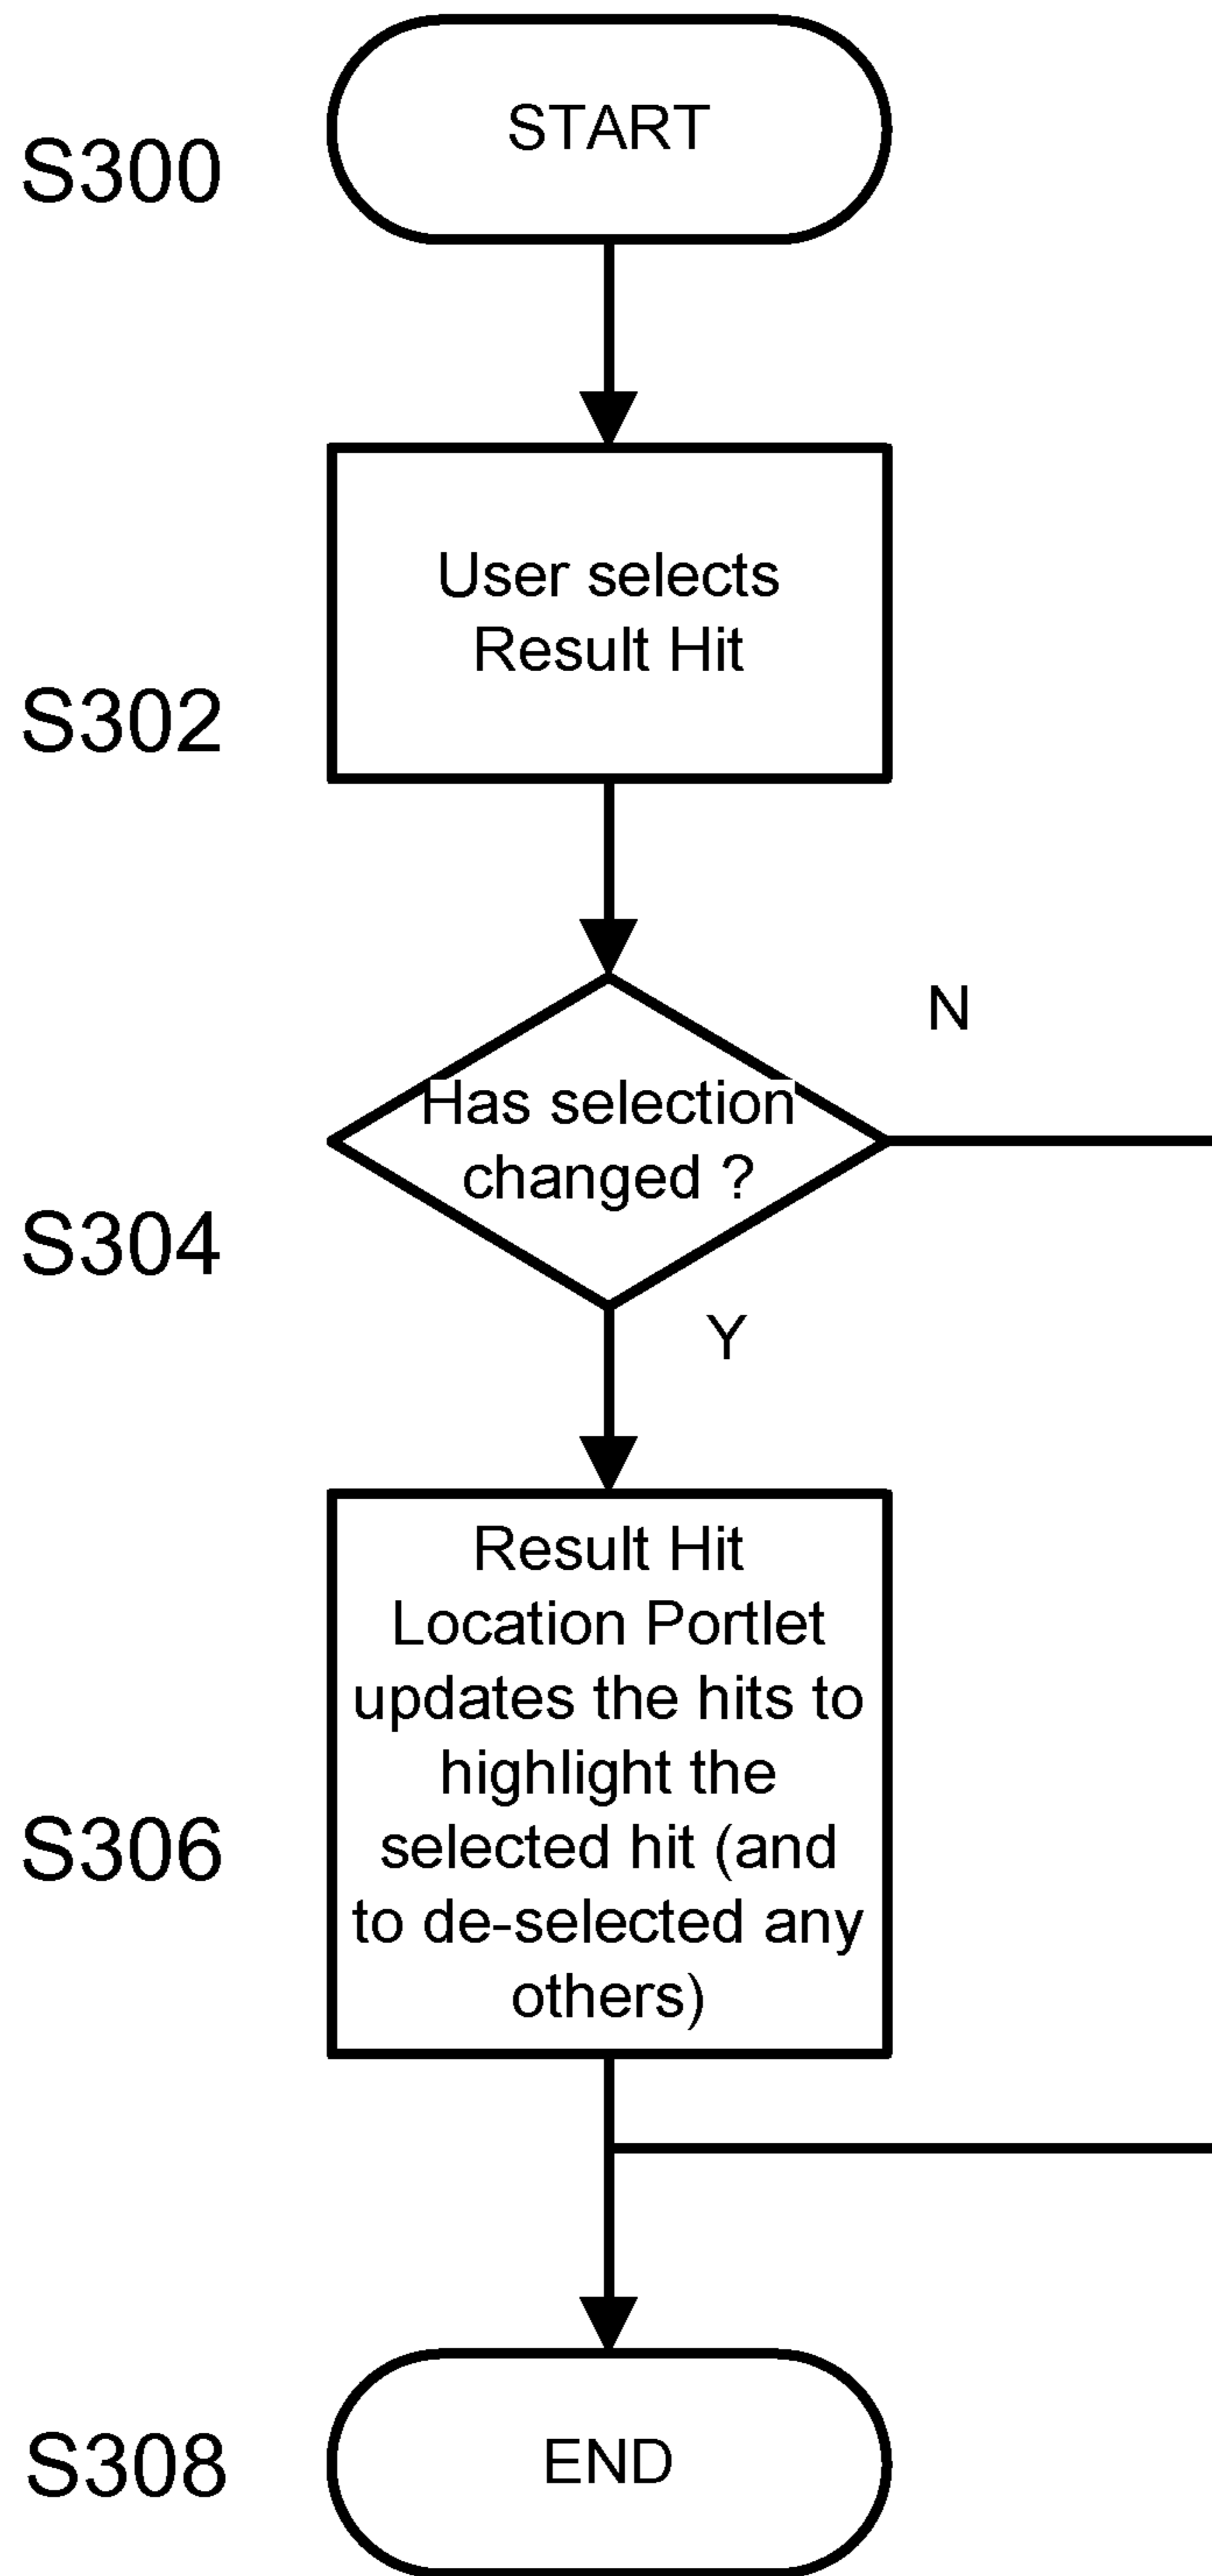 START
S300
User selects
Result Hit
S302
N
Has selection
changed ?
S304
Y
Result Hit
Location Portlet
updates the hits to
highlight the
selected hit (and
to de-selected any
others)
S306
END
S308